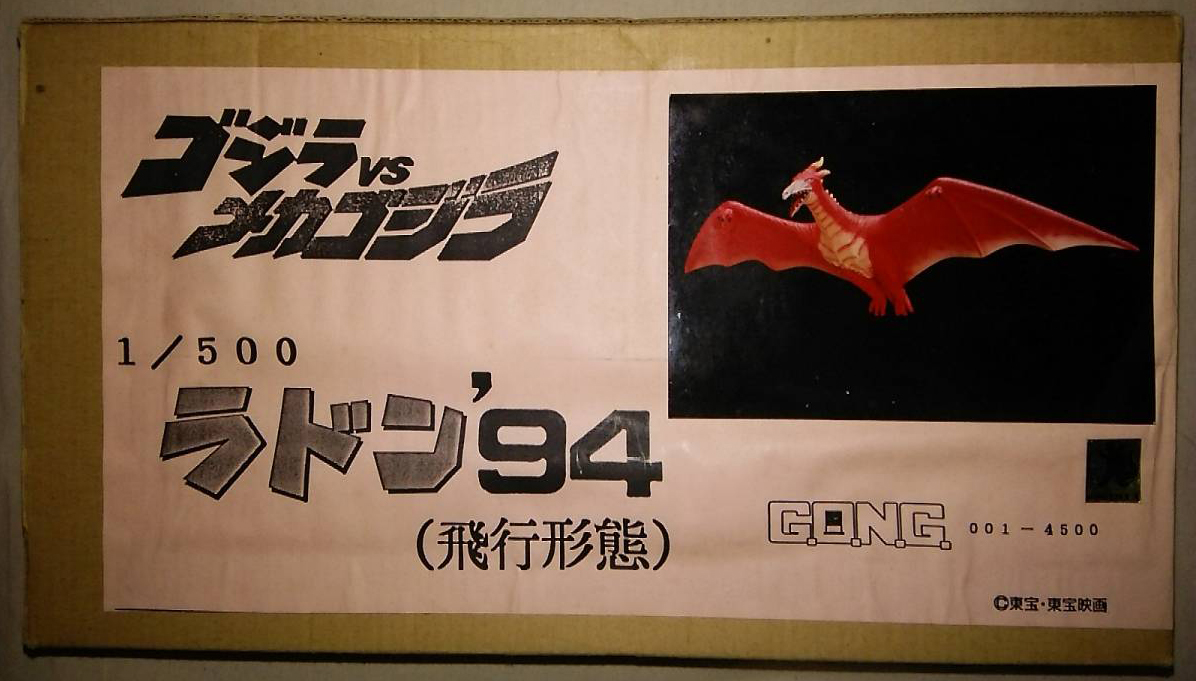 ゴジラvs
メカゴジラ
1/500
ラドン'94
(飛行形態)
G.O.N.G. 001-4500
©東宝・東宝映画